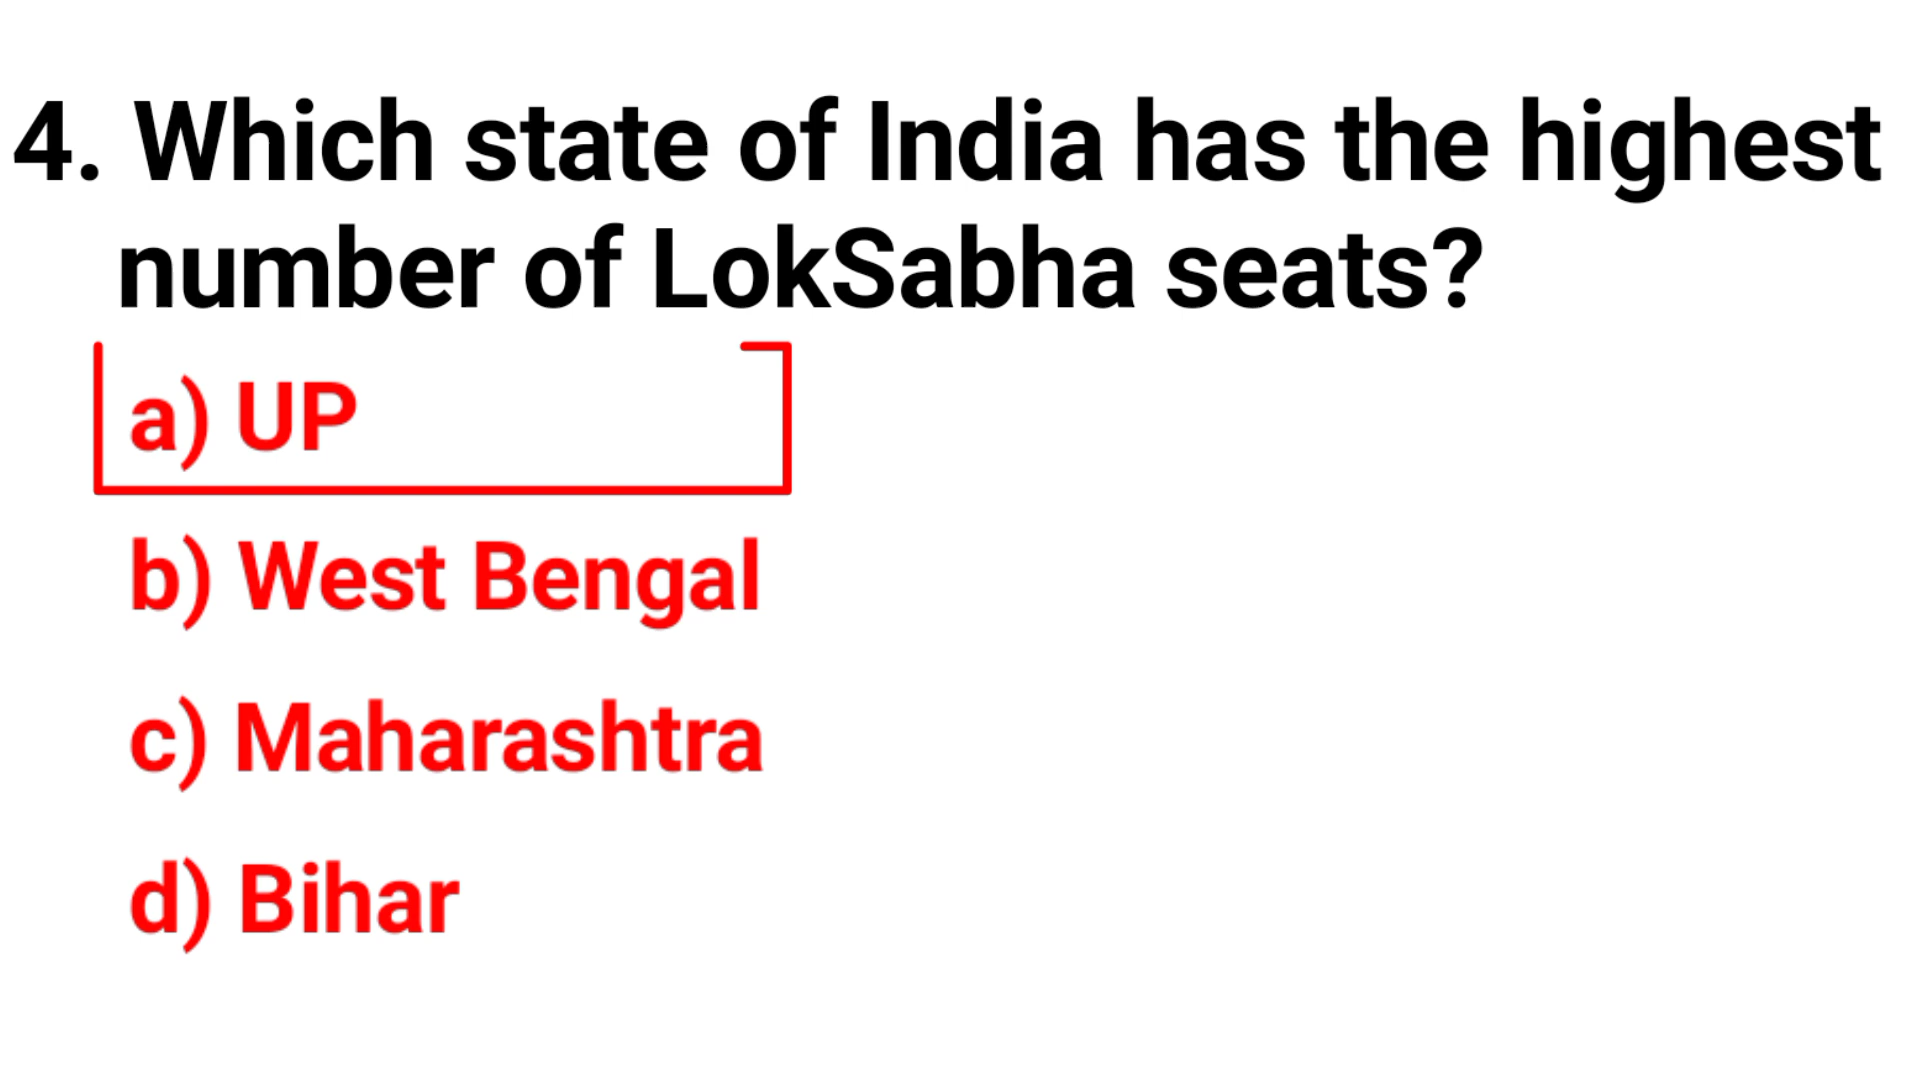 4. Which state of India has the highest
number of LokSabha seats?
a) UP
b) West Bengal
c) Maharashtra
d) Bihar